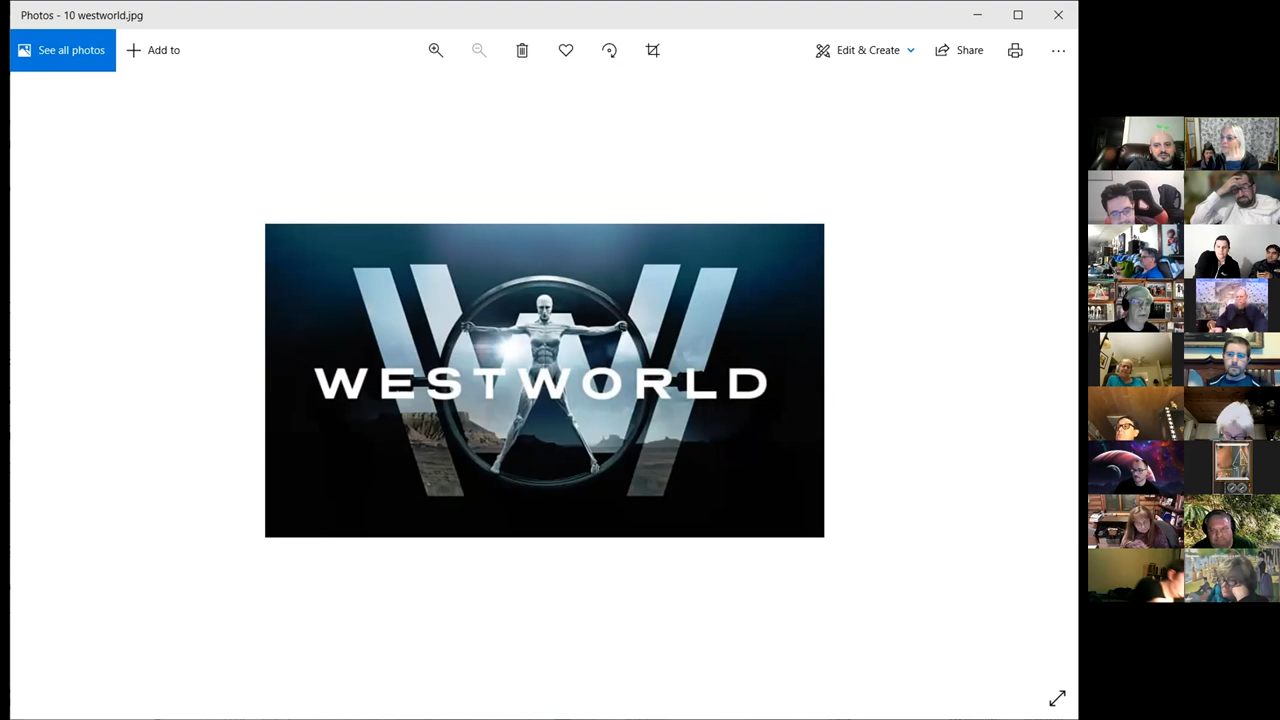 Photos - 10 westworld.jpg
See all photos
Add to
Edit & Create
Share
WESTWORLD